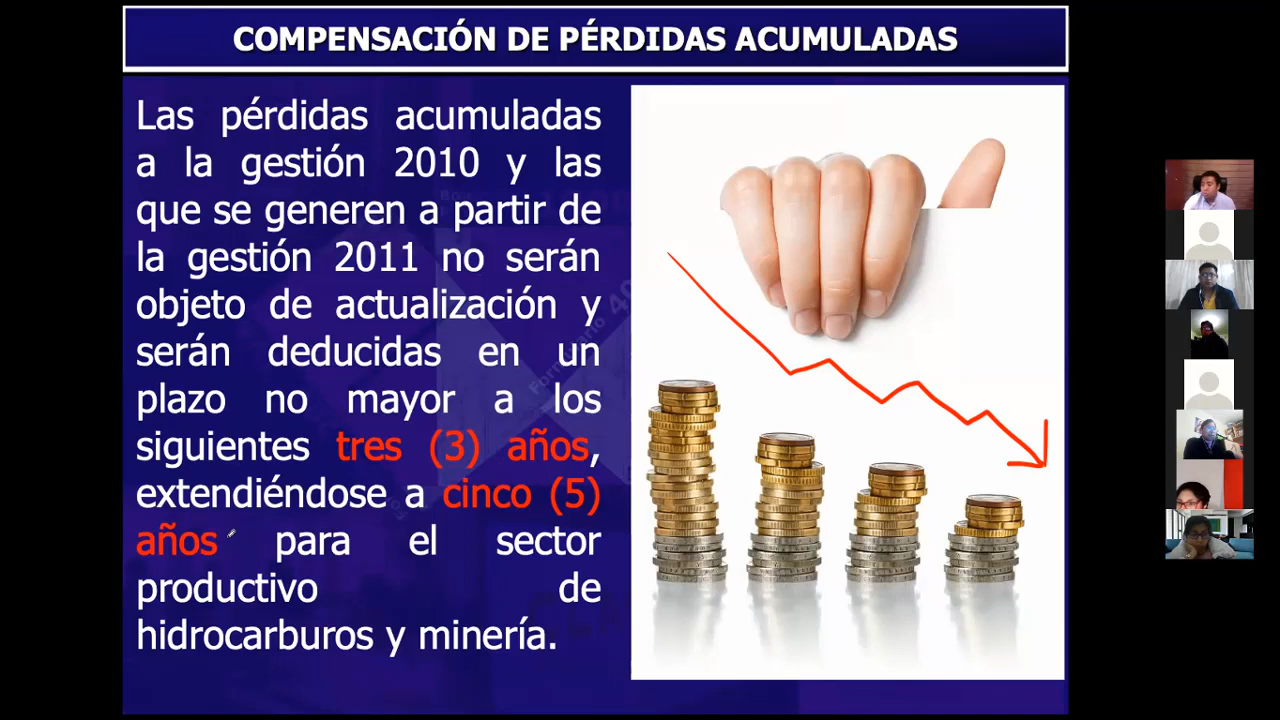 COMPENSACIÓN DE PÉRDIDAS ACUMULADAS
Las pérdidas acumuladas
a la gestión 2010 y las
que se generen a partir de
la gestión 2011 no serán
objeto de actualización y
serán deducidas en un
plazo no mayor a los
siguientes tres (3) años,
extendiéndose a cinco (5)
años para el sector
productivo de
hidrocarburos y minería.
Formulario 40